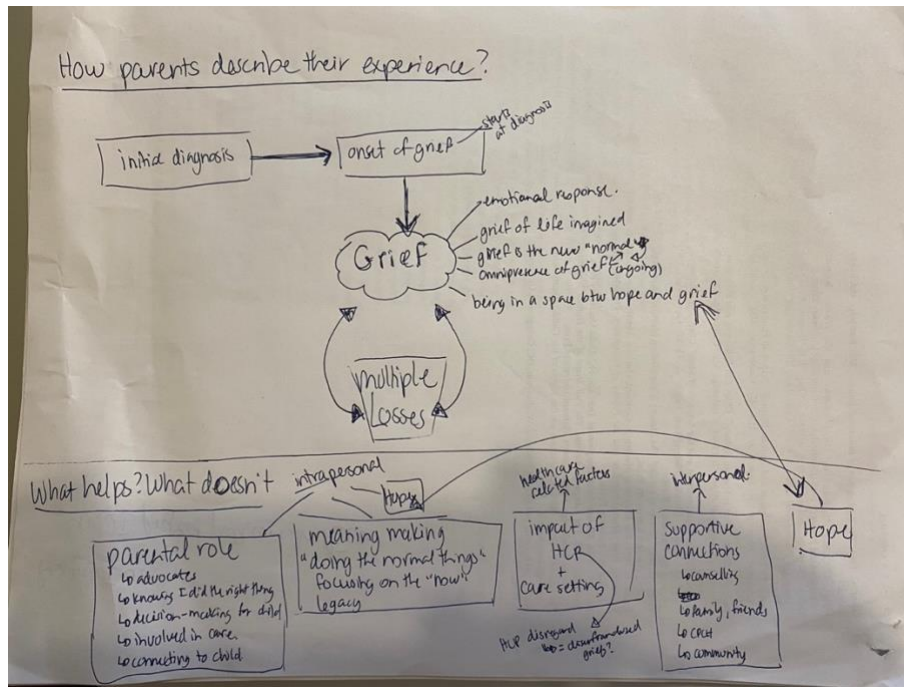 How parents describe their experience?
initial diagnosis
onset of grief
starts
at diagnosis
Grief
emotional response.
grief of life imagined
grief is the new "normal"
omnipresence of grief (ongoing)
being in a space btw hope and grief
multiple
Losses
What helps? What doesn't
intrapersonal
Hope
healthcare
related factors
interpersonal
parental role
↳ advocates
↳ knowing I did the right thing
↳ decision-making for child
↳ involved in care
↳ connecting to child
meaning making
"doing the normal things"
focusing on the "now"
legacy
impact of
HCP
+
care setting
HCP disregard
= disenfranchised
grief?
supportive
connections
↳ counselling
↳ family, friends
↳ community
Hope